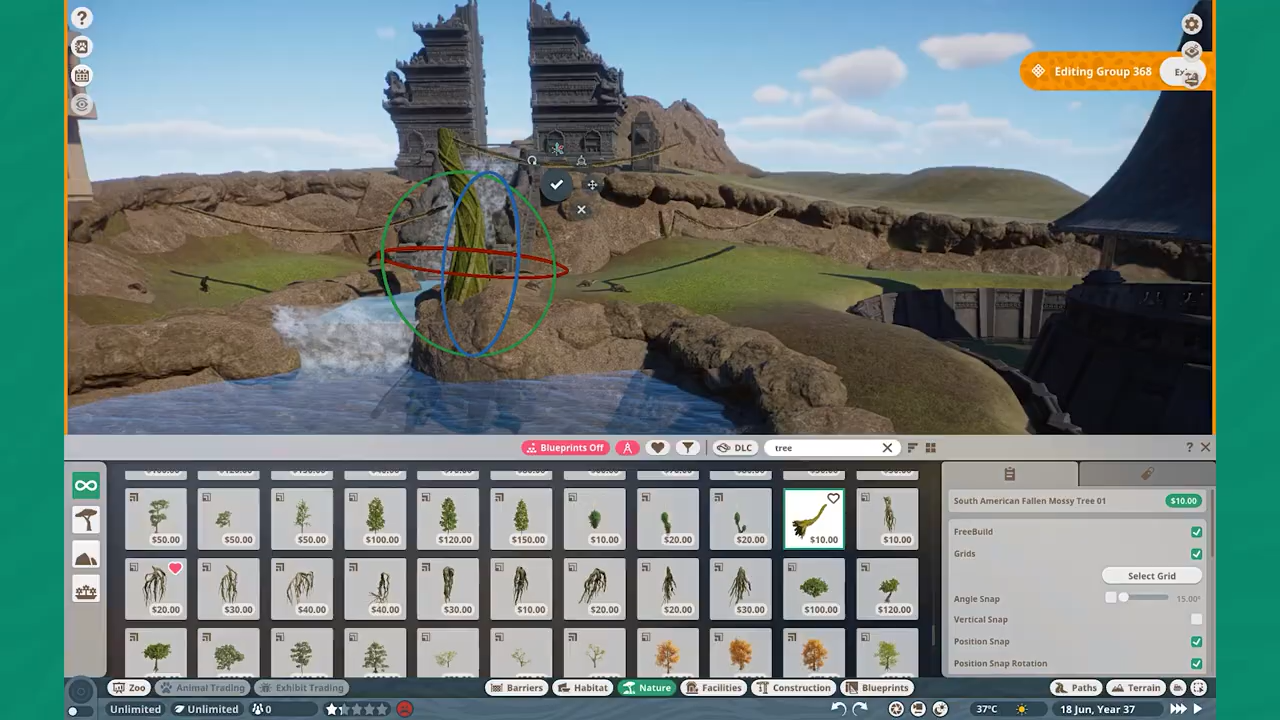 ?
Editing Group 368
Blueprints Off
DLC
tree
?
$50.00 $50.00 $50.00 $100.00 $120.00 $150.00 $10.00 $20.00 $20.00 $10.00 $10.00
$20.00 $30.00 $40.00 $40.00 $30.00 $10.00 $20.00 $20.00 $30.00 $100.00 $120.00
South American Fallen Mossy Tree 01 $10.00
FreeBuild
Grids
Select Grid
Angle Snap 15.00°
Vertical Snap
Position Snap
Position Snap Rotation
Zoo Animal Trading Exhibit Trading Barriers Habitat Nature Facilities Construction Blueprints Paths Terrain
Unlimited Unlimited 0 37°C 18 Jun, Year 37